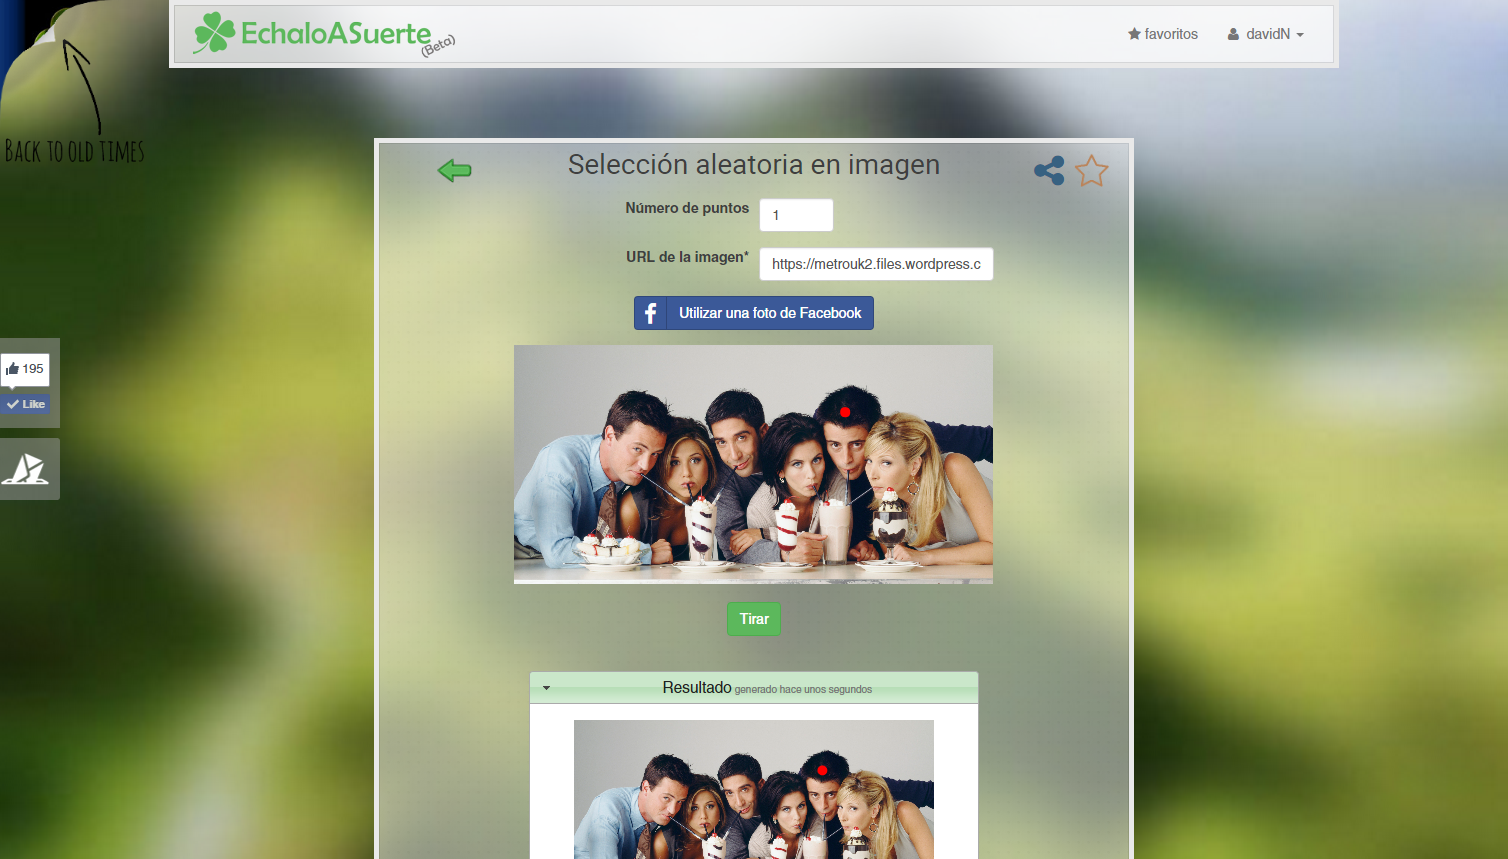 EchaloASuerte
(Beta)
favoritos
davidN
Back to old times
Selección aleatoria en imagen
Número de puntos
1
URL de la imagen*
https://metrouk2.files.wordpress.c
Utilizar una foto de Facebook
195
Like
Tirar
Resultado generado hace unos segundos